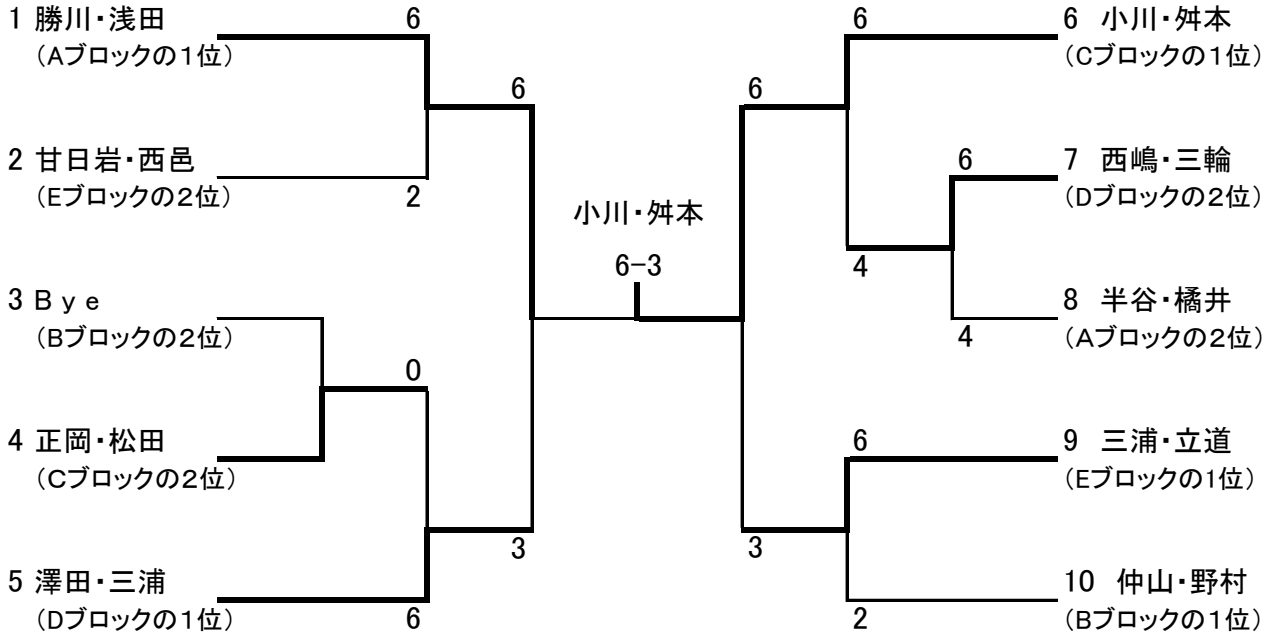 1 勝川・浅田
(Aブロックの1位)
2 甘日岩・西邑
(Eブロックの2位)
3 Ｂｙｅ
(Bブロックの2位)
4 正岡・松田
(Cブロックの2位)
5 澤田・三浦
(Dブロックの1位)
6
2
0
6
6
3
小川・舛本
6-3
6
3
6
4
6
2
6
4
6 小川・舛本
(Cブロックの1位)
7 西嶋・三輪
(Dブロックの2位)
8 半谷・橘井
(Aブロックの2位)
9 三浦・立道
(Eブロックの1位)
10 仲山・野村
(Bブロックの1位)